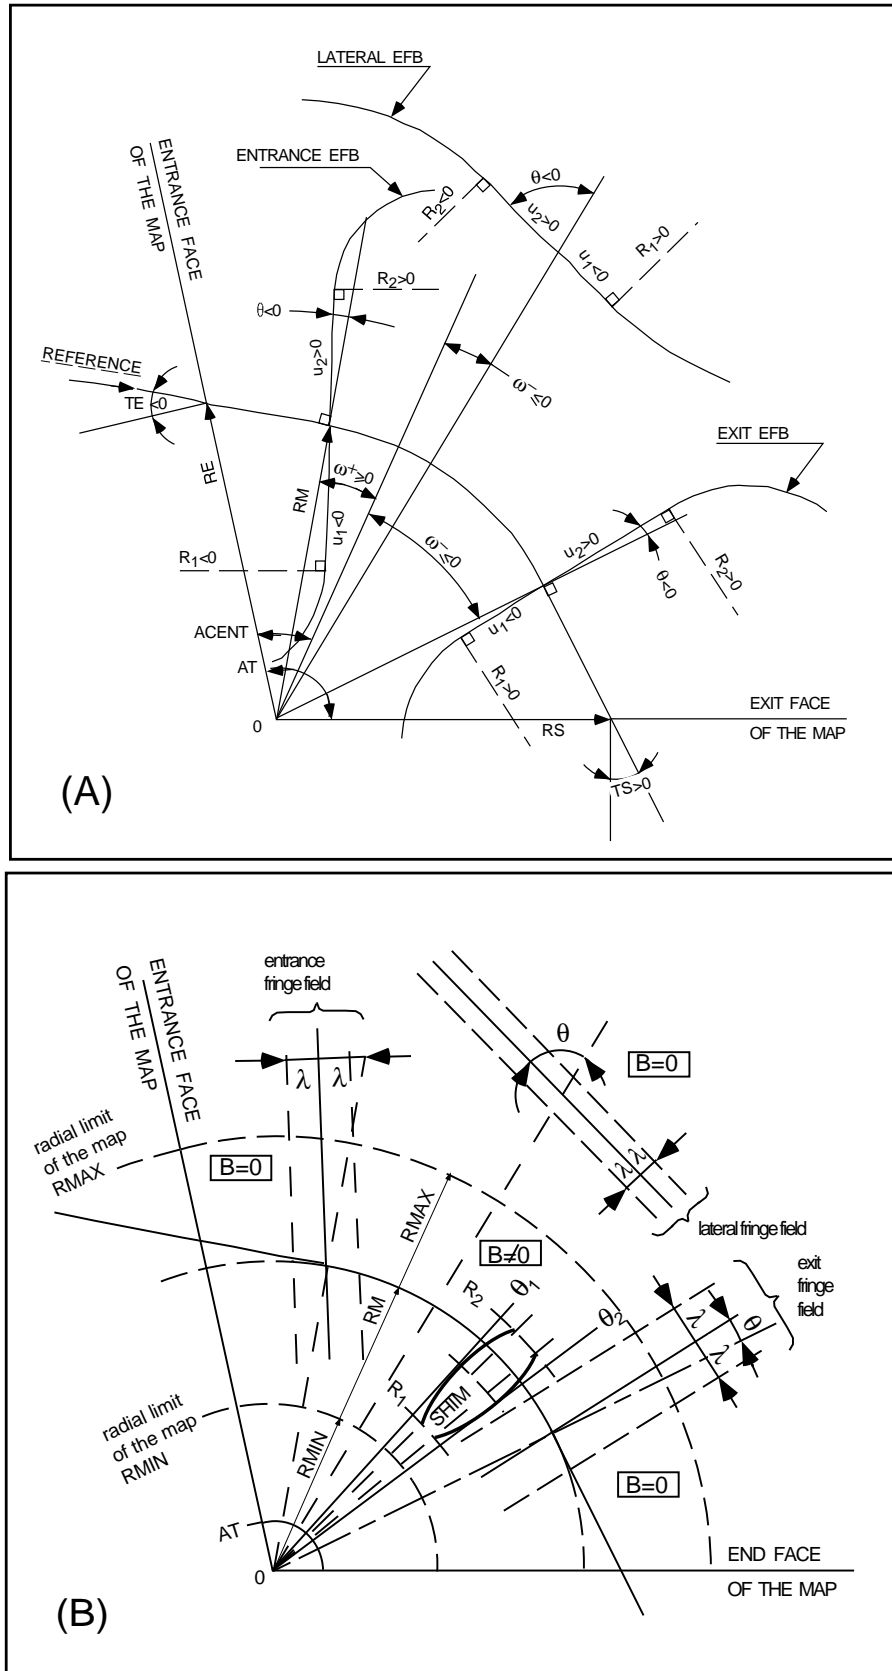 LATERAL EFB
ENTRANCE FACE
OF THE MAP
ENTRANCE EFB
θ<0
R2<0
u2>0
R1>0
u1<0
R2>0
θ<0
u2>0
REFERENCE
TE <0
ω-≤0
EXIT EFB
RE
RM
ω+≥0
u1<0
ω-≤0
u2>0
R1<0
θ<0
R2>0
u1<0
ACENT
R1>0
AT
0
RS
EXIT FACE
OF THE MAP
TS>0
(A)
entrance
fringe field
ENTRANCE FACE
OF THE MAP
θ
B=0
λ
λ
radial limit
of the map
RMAX
B=0
λ
λ
RMAX
lateral fringe field
B≠0
exit
fringe
field
R2
θ1
RM
θ2
λ
θ
λ
R1
SHIM
radial limit
of the map
RMIN
RMIN
B=0
AT
0
END FACE
OF THE MAP
(B)